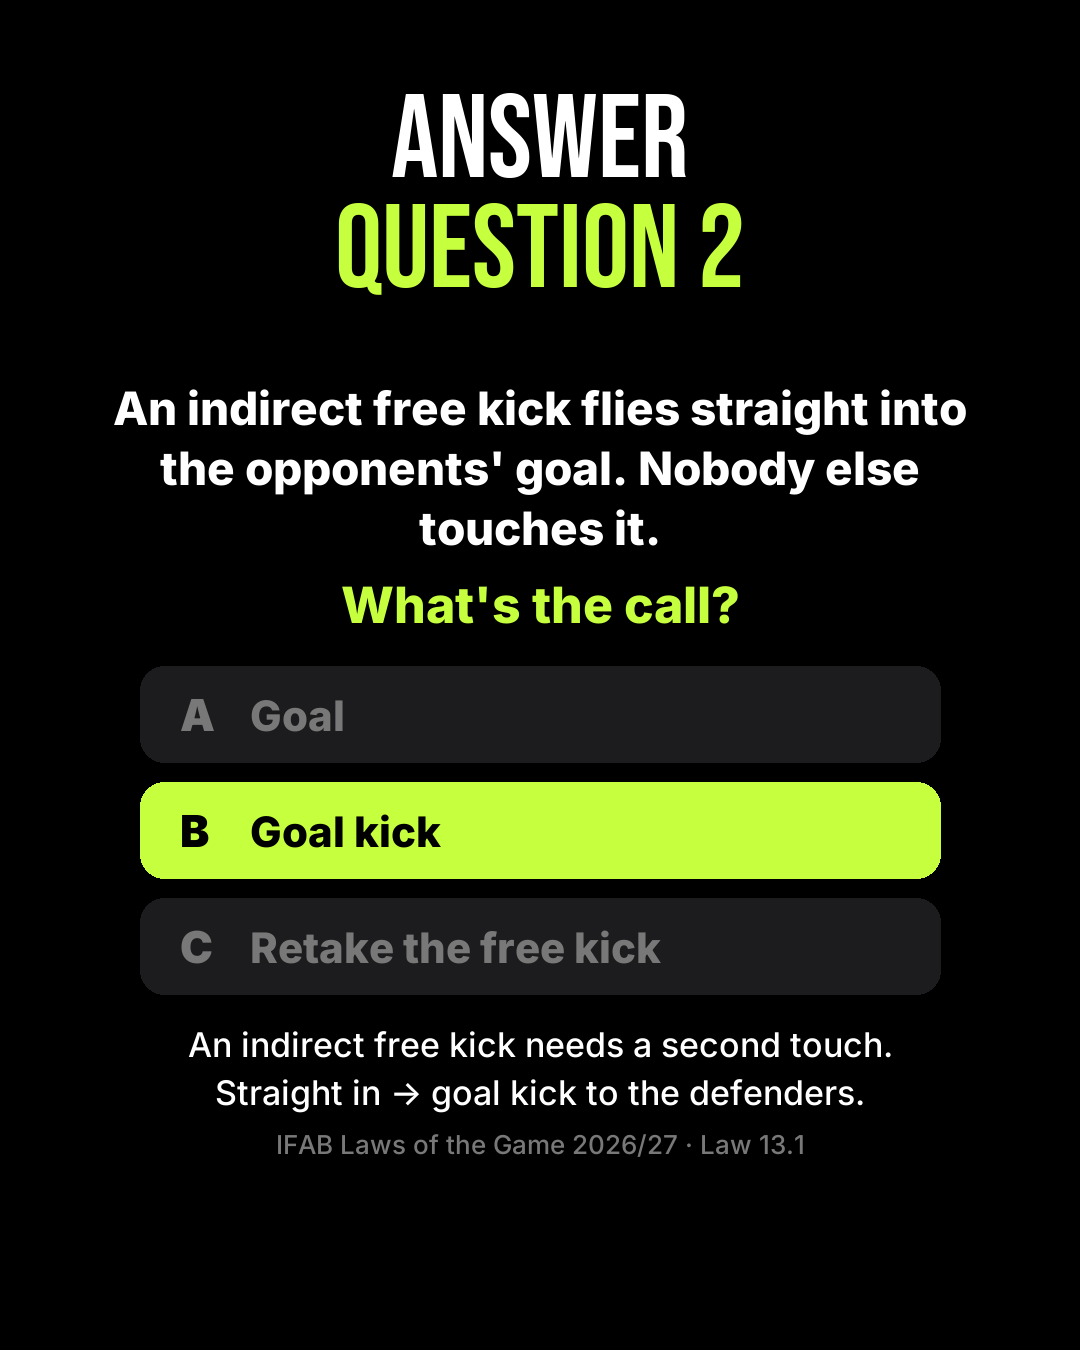 ANSWER
QUESTION 2
An indirect free kick flies straight into
the opponents' goal. Nobody else
touches it.
What's the call?
A Goal
B Goal kick
C Retake the free kick
An indirect free kick needs a second touch.
Straight in → goal kick to the defenders.
IFAB Laws of the Game 2026/27 · Law 13.1